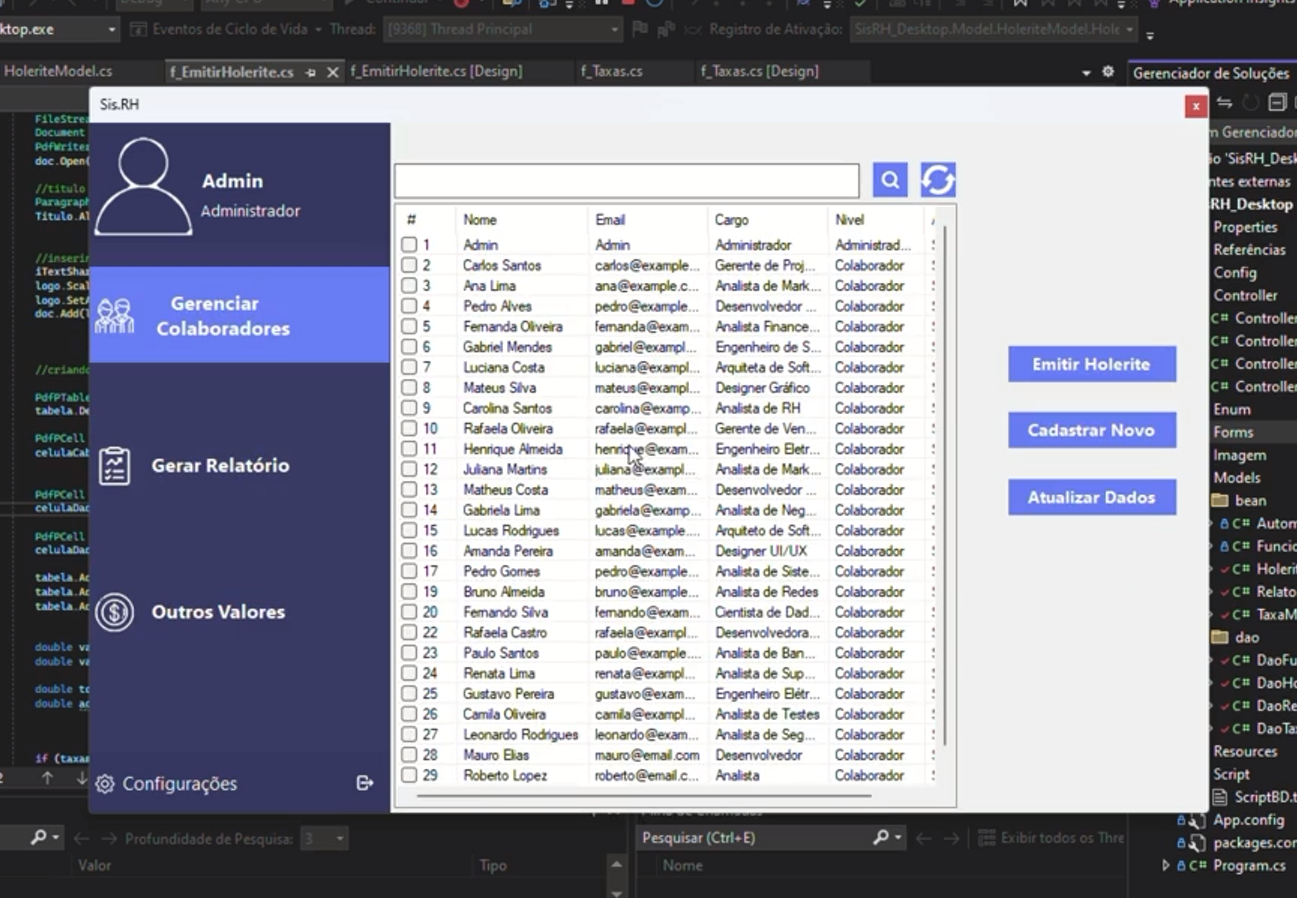 Continuar
Application Insights
ktop.exe
Eventos de Ciclo de Vida
Thread:
[9368] Thread Principal
Registro de Ativação:
SisRH_Desktop.Model.HoleriteModel.Hole
HoleriteModel.cs
f_EmitirHolerite.cs
f_EmitirHolerite.cs [Design]
f_Taxas.cs
f_Taxas.cs [Design]
Gerenciador de Soluções
Sis.RH
Admin
Administrador
Gerenciar
Colaboradores
Gerar Relatório
Outros Valores
Configurações
# Nome Email Cargo Nivel
1 Admin Admin Administrador Administrad...
2 Carlos Santos carlos@example... Gerente de Proj... Colaborador
3 Ana Lima ana@example.c... Analista de Mark... Colaborador
4 Pedro Alves pedro@example... Desenvolvedor ... Colaborador
5 Fernanda Oliveira fernanda@exam... Analista Finance... Colaborador
6 Gabriel Mendes gabriel@exampl... Engenheiro de S... Colaborador
7 Luciana Costa luciana@exampl... Arquiteta de Soft... Colaborador
8 Mateus Silva mateus@exampl... Designer Gráfico Colaborador
9 Carolina Santos carolina@examp... Analista de RH Colaborador
10 Rafaela Oliveira rafaela@exampl... Gerente de Ven... Colaborador
11 Henrique Almeida henrique@exam... Engenheiro Eletr... Colaborador
12 Juliana Martins juliana@exampl... Analista de Mark... Colaborador
13 Matheus Costa matheus@exam... Desenvolvedor ... Colaborador
14 Gabriela Lima gabriela@examp... Analista de Neg... Colaborador
15 Lucas Rodrigues lucas@example.... Arquiteto de Soft... Colaborador
16 Amanda Pereira amanda@exam... Designer UI/UX Colaborador
17 Pedro Gomes pedro@example... Analista de Siste... Colaborador
19 Bruno Almeida bruno@example... Analista de Redes Colaborador
20 Fernando Silva fernando@exam... Cientista de Dad... Colaborador
22 Rafaela Castro rafaela@exampl... Desenvolvedora... Colaborador
23 Paulo Santos paulo@example.... Analista de Ban... Colaborador
24 Renata Lima renata@exampl... Analista de Sup... Colaborador
25 Gustavo Pereira gustavo@exam... Engenheiro Elétr... Colaborador
26 Camila Oliveira camila@exampl... Analista de Testes Colaborador
27 Leonardo Rodrigues leonardo@exam... Analista de Seg... Colaborador
28 Mauro Elias mauro@email.com Desenvolvedor Colaborador
29 Roberto Lopez roberto@email.c... Analista Colaborador
Emitir Holerite
Cadastrar Novo
Atualizar Dados
FileStrea
Document
PdfWriter
doc.Open(
//titulo
Paragraph
Titulo.Al
//inserir
iTextShar
logo.Scal
logo.SetA
doc.Add(l
//criando
PdfPTable
tabela.De
PdfPCell
celulaCab
PdfPCell
celulaDad
PdfPCell
celulaDad
tabela.Ad
tabela.Ad
tabela.Ad
double va
double va
double to
double ad
if (taxas
m Gerenciador
ão 'SisRH_Desk
ntes externas
RH_Desktop
Properties
Referências
Config
Controller
C# Controller
C# Controller
C# Controller
C# Controller
Enum
Forms
Imagem
Models
bean
C# Autom
C# Funcio
C# Holerit
C# Relato
C# TaxaM
dao
C# DaoFu
C# DaoHo
C# DaoRe
C# DaoTax
Resources
Script
ScriptBD.t
App.config
packages.con
C# Program.cs
Profundidade de Pesquisa: 3
Valor
Tipo
Pesquisar (Ctrl+E)
Exibir todos os Thre
Nome